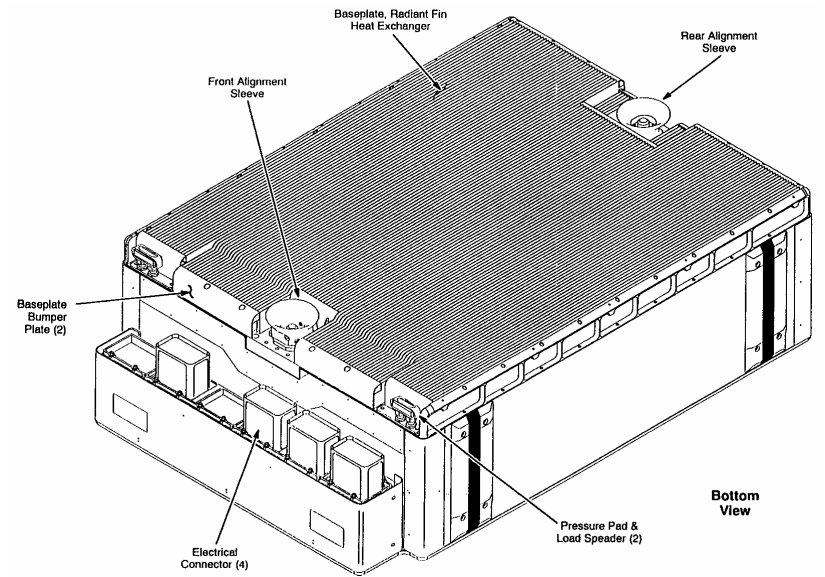 Baseplate, Radiant Fin
Heat Exchanger
Rear Alignment
Sleeve
Front Alignment
Sleeve
Baseplate
Bumper
Plate (2)
Electrical
Connector (4)
Pressure Pad &
Load Speader (2)
Bottom
View